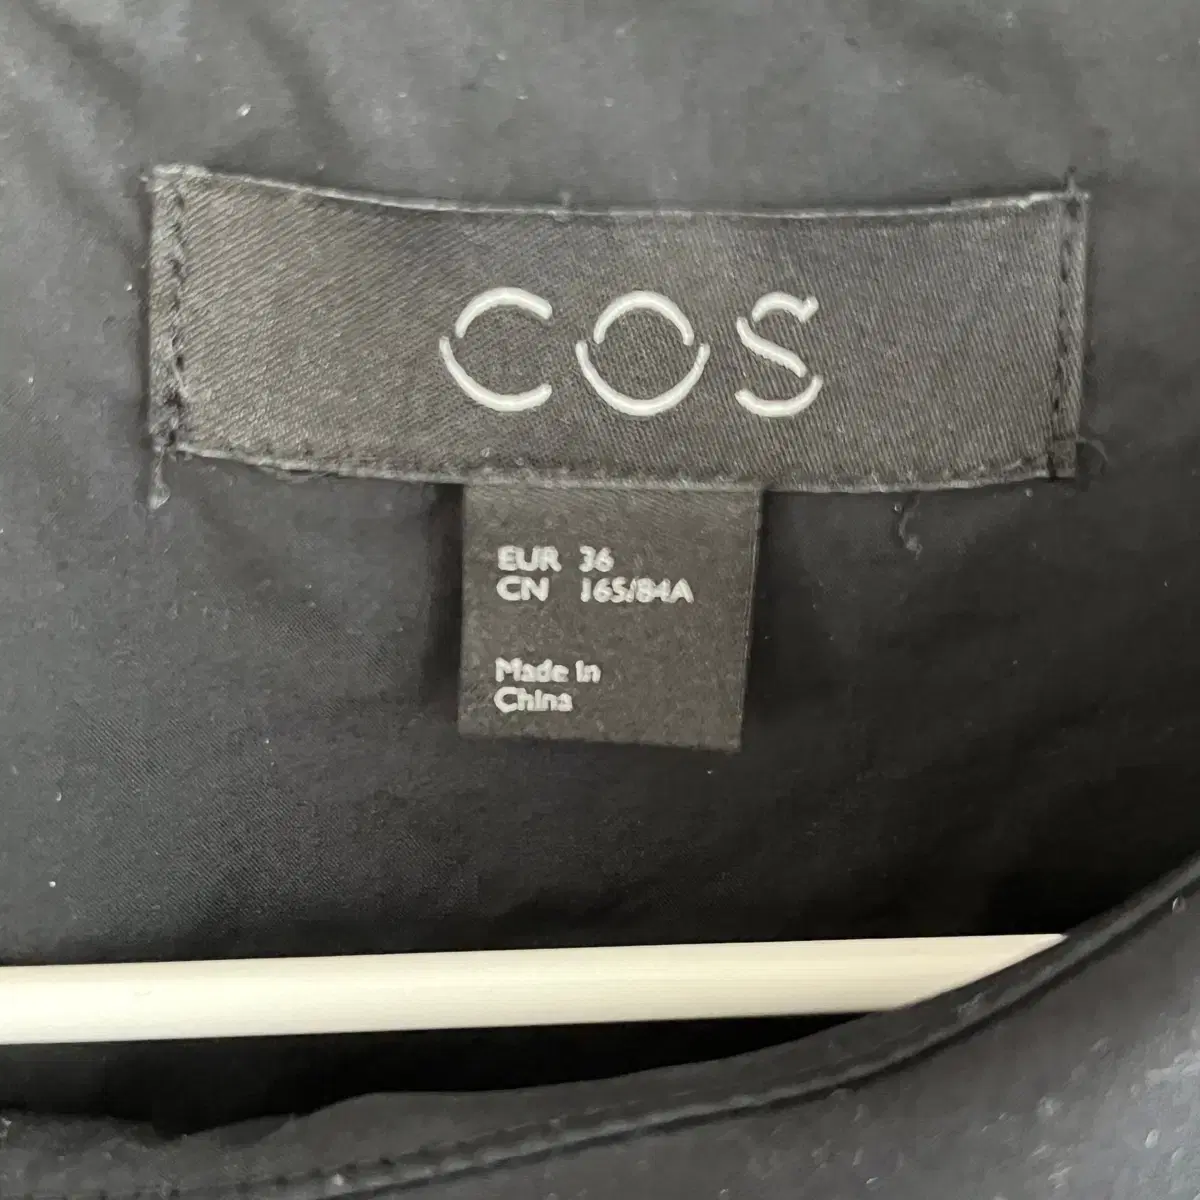 COS
EUR 36
CN 165/84A
Made in
China